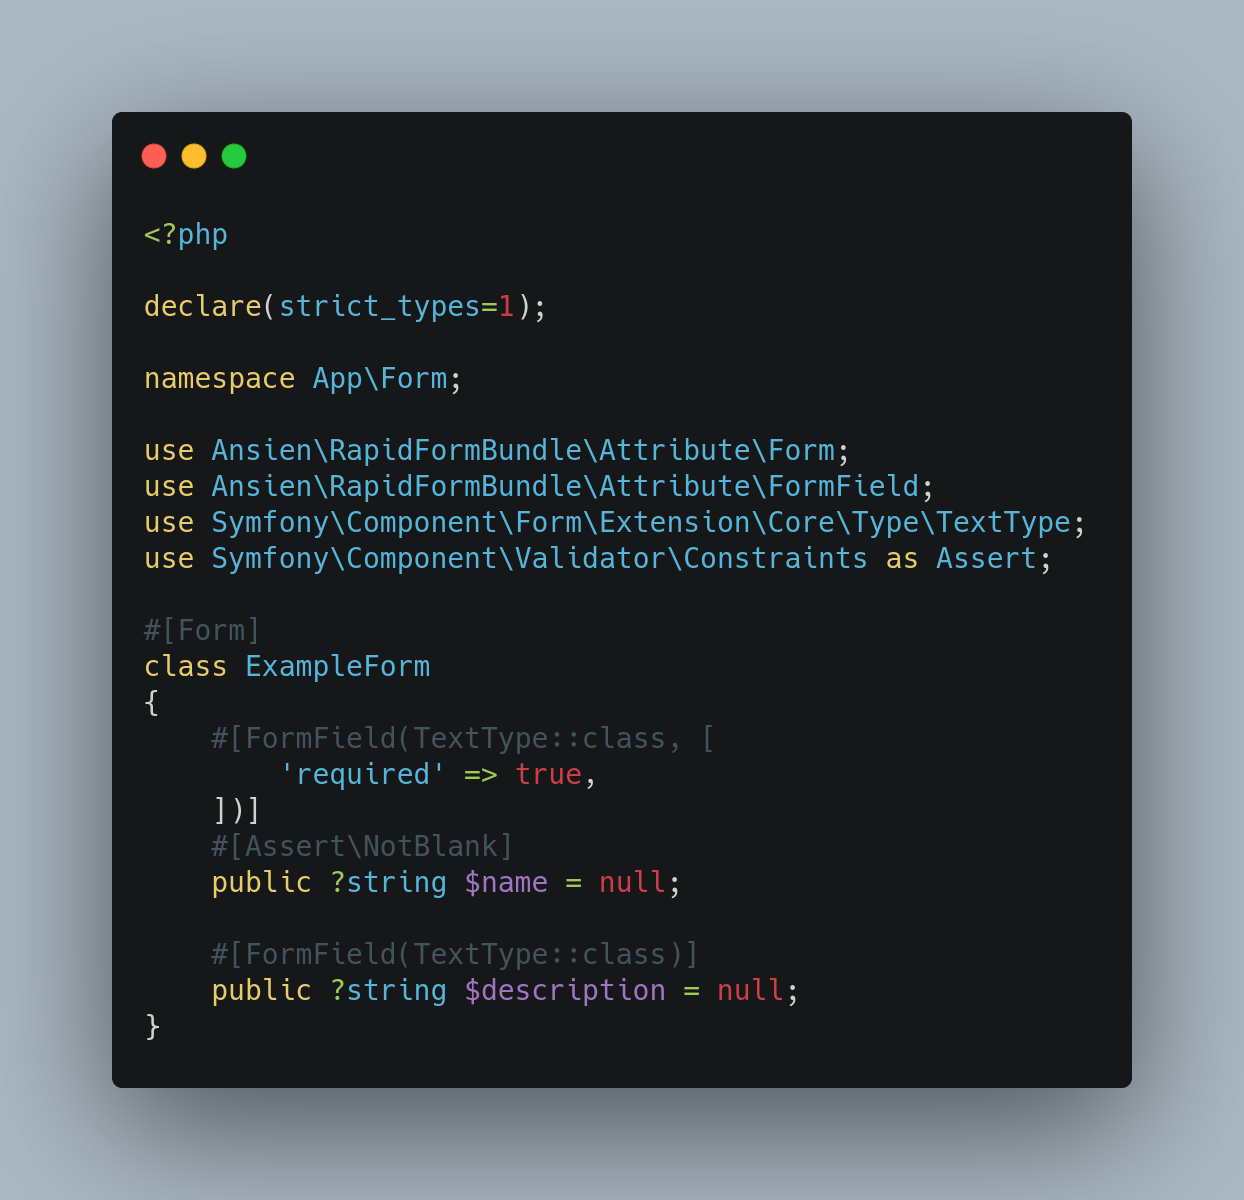 <?php

declare(strict_types=1);

namespace App\Form;

use Ansien\RapidFormBundle\Attribute\Form;
use Ansien\RapidFormBundle\Attribute\FormField;
use Symfony\Component\Form\Extension\Core\Type\TextType;
use Symfony\Component\Validator\Constraints as Assert;

#[Form]
class ExampleForm
{
    #[FormField(TextType::class, [
        'required' => true,
    ])]
    #[Assert\NotBlank]
    public ?string $name = null;

    #[FormField(TextType::class)]
    public ?string $description = null;
}